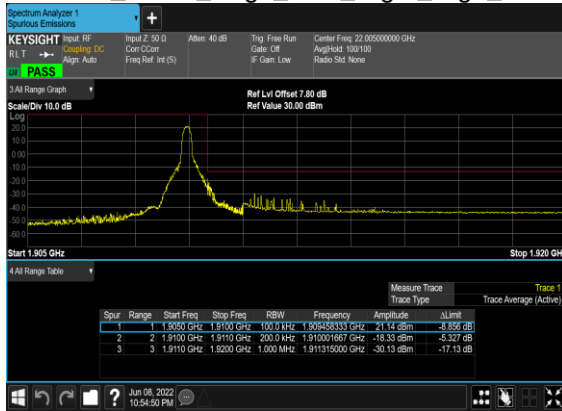 Spectrum Analyzer 1
Spurious Emissions
KEYSIGHT Input: RF Input Z: 50 Ω Atten: 40 dB Trig: Free Run Center Freq: 22.005000000 GHz
RLT Coupling: DC Corr CCorr Gate: Off Avg|Hold: 100/100
Align: Auto Freq Ref: Int (S) IF Gain: Low Radio Std: None
PASS
3 All Range Graph Ref Lvl Offset 7.80 dB
Scale/Div 10.0 dB Ref Value 30.00 dBm
Log
20.0
10.0
0.00
-10.0
-20.0
-30.0
-40.0
-50.0
-60.0
Start 1.905 GHz Stop 1.920 GH
4 All Range Table
Measure Trace Trace 1
Trace Type Trace Average (Active)
Spur Range Start Freq Stop Freq RBW Frequency Amplitude ΔLimit
1 1 1.9050 GHz 1.9100 GHz 100.0 kHz 1.909458333 GHz 21.14 dBm -8.856 dB
2 2 1.9100 GHz 1.9110 GHz 200.0 kHz 1.910001667 GHz -18.33 dBm -5.327 dB
3 3 1.9110 GHz 1.9200 GHz 1.000 MHz 1.911315000 GHz -30.13 dBm -17.13 dB
Jun 08, 2022
10:54:50 PM